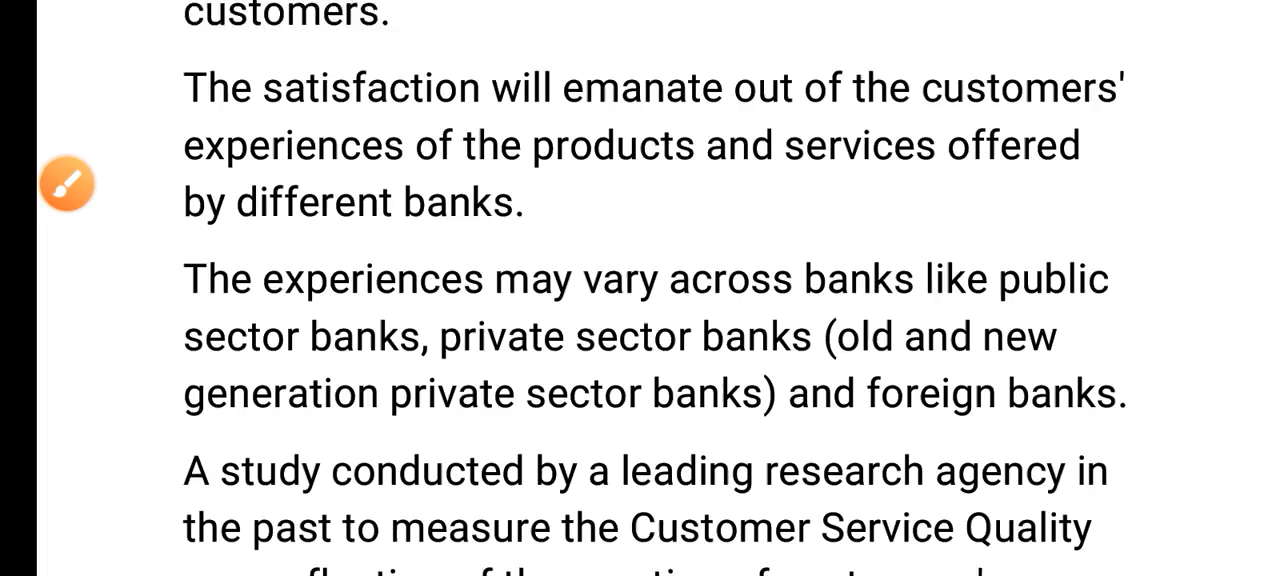 customers.
The satisfaction will emanate out of the customers'
experiences of the products and services offered
by different banks.
The experiences may vary across banks like public
sector banks, private sector banks (old and new
generation private sector banks) and foreign banks.
A study conducted by a leading research agency in
the past to measure the Customer Service Quality